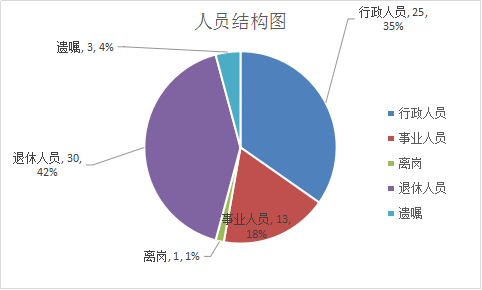 人员结构图
行政人员, 25,
35%
遗嘱, 3, 4%
退休人员, 30,
42%
事业人员, 13,
18%
离岗, 1, 1%
行政人员
事业人员
离岗
退休人员
遗嘱